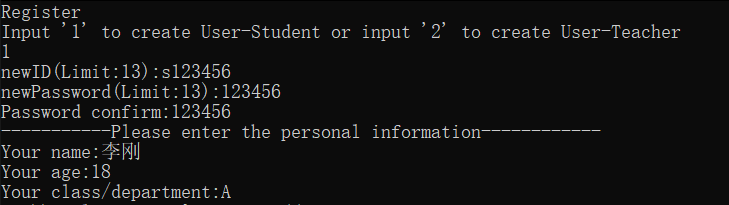 Register
Input '1' to create User-Student or input '2' to create User-Teacher
1
newID(Limit:13):s123456
newPassword(Limit:13):123456
Password confirm:123456
-----------Please enter the personal information------------
Your name:李刚
Your age:18
Your class/department:A